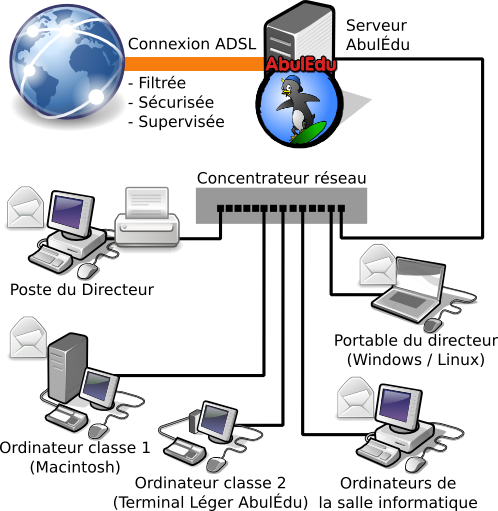 Connexion ADSL
- Filtrée
- Sécurisée
- Supervisée
Serveur
AbulÉdu
AbulEdu
Concentrateur réseau
Poste du Directeur
Portable du directeur
(Windows / Linux)
Ordinateur classe 1
(Macintosh)
Ordinateur classe 2
(Terminal Léger AbulÉdu)
Ordinateurs de
la salle informatique